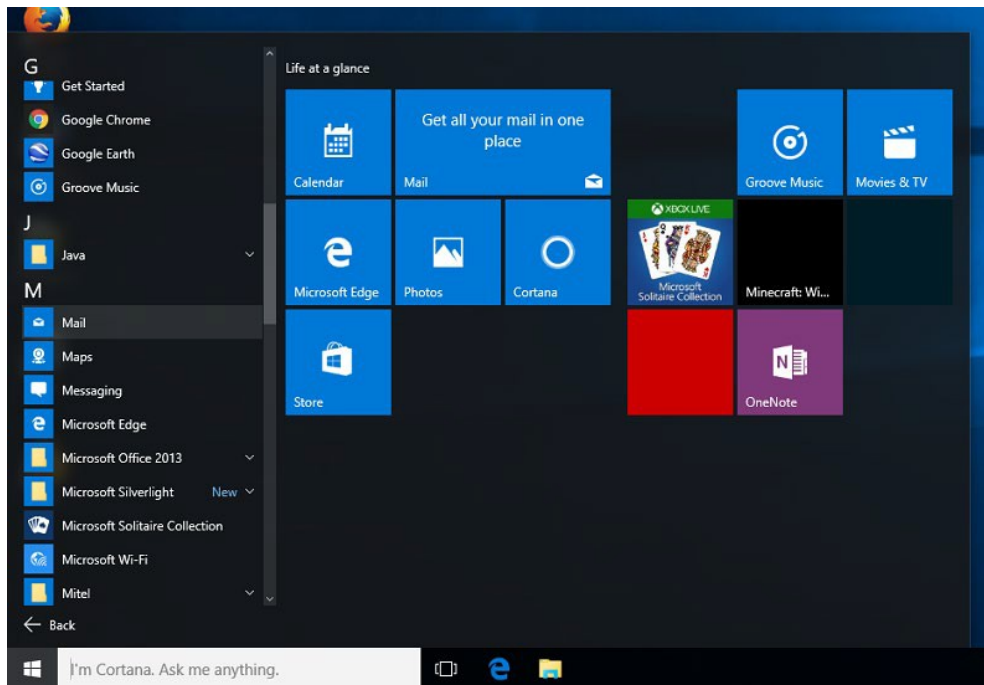 G
Get Started
Google Chrome
Google Earth
Groove Music
J
Java
M
Mail
Maps
Messaging
Microsoft Edge
Microsoft Office 2013
Microsoft Silverlight New
Microsoft Solitaire Collection
Microsoft Wi-Fi
Mitel
Back
Life at a glance
Calendar
Get all your mail in one
place
Mail
Groove Music
Movies & TV
Microsoft Edge
Photos
Cortana
XBOX LIVE
Microsoft
Solitaire Collection
Minecraft: Wi...
Store
N
OneNote
I'm Cortana. Ask me anything.